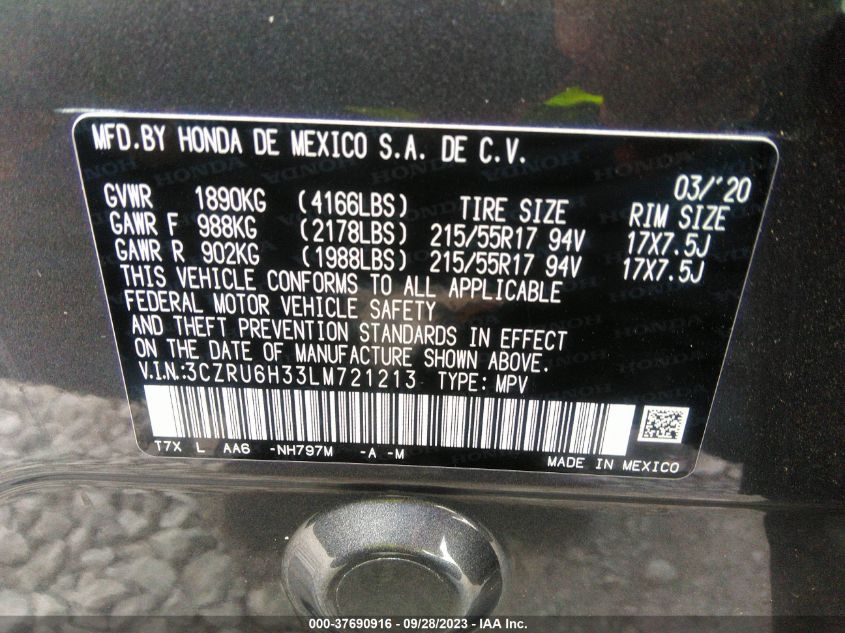 MFD.BY HONDA DE MEXICO S.A. DE C.V.
03/'20
GVWR 1890KG (4166LBS) TIRE SIZE RIM SIZE
GAWR F 988KG (2178LBS) 215/55R17 94V 17X7.5J
GAWR R 902KG (1988LBS) 215/55R17 94V 17X7.5J
THIS VEHICLE CONFORMS TO ALL APPLICABLE
FEDERAL MOTOR VEHICLE SAFETY
AND THEFT PREVENTION STANDARDS IN EFFECT
ON THE DATE OF MANUFACTURE SHOWN ABOVE.
V.I.N.:3CZRU6H33LM721213 TYPE: MPV
T7X L AA6 -NH797M -A -M
MADE IN MEXICO
000-37690916 - 09/28/2023 - IAA Inc.